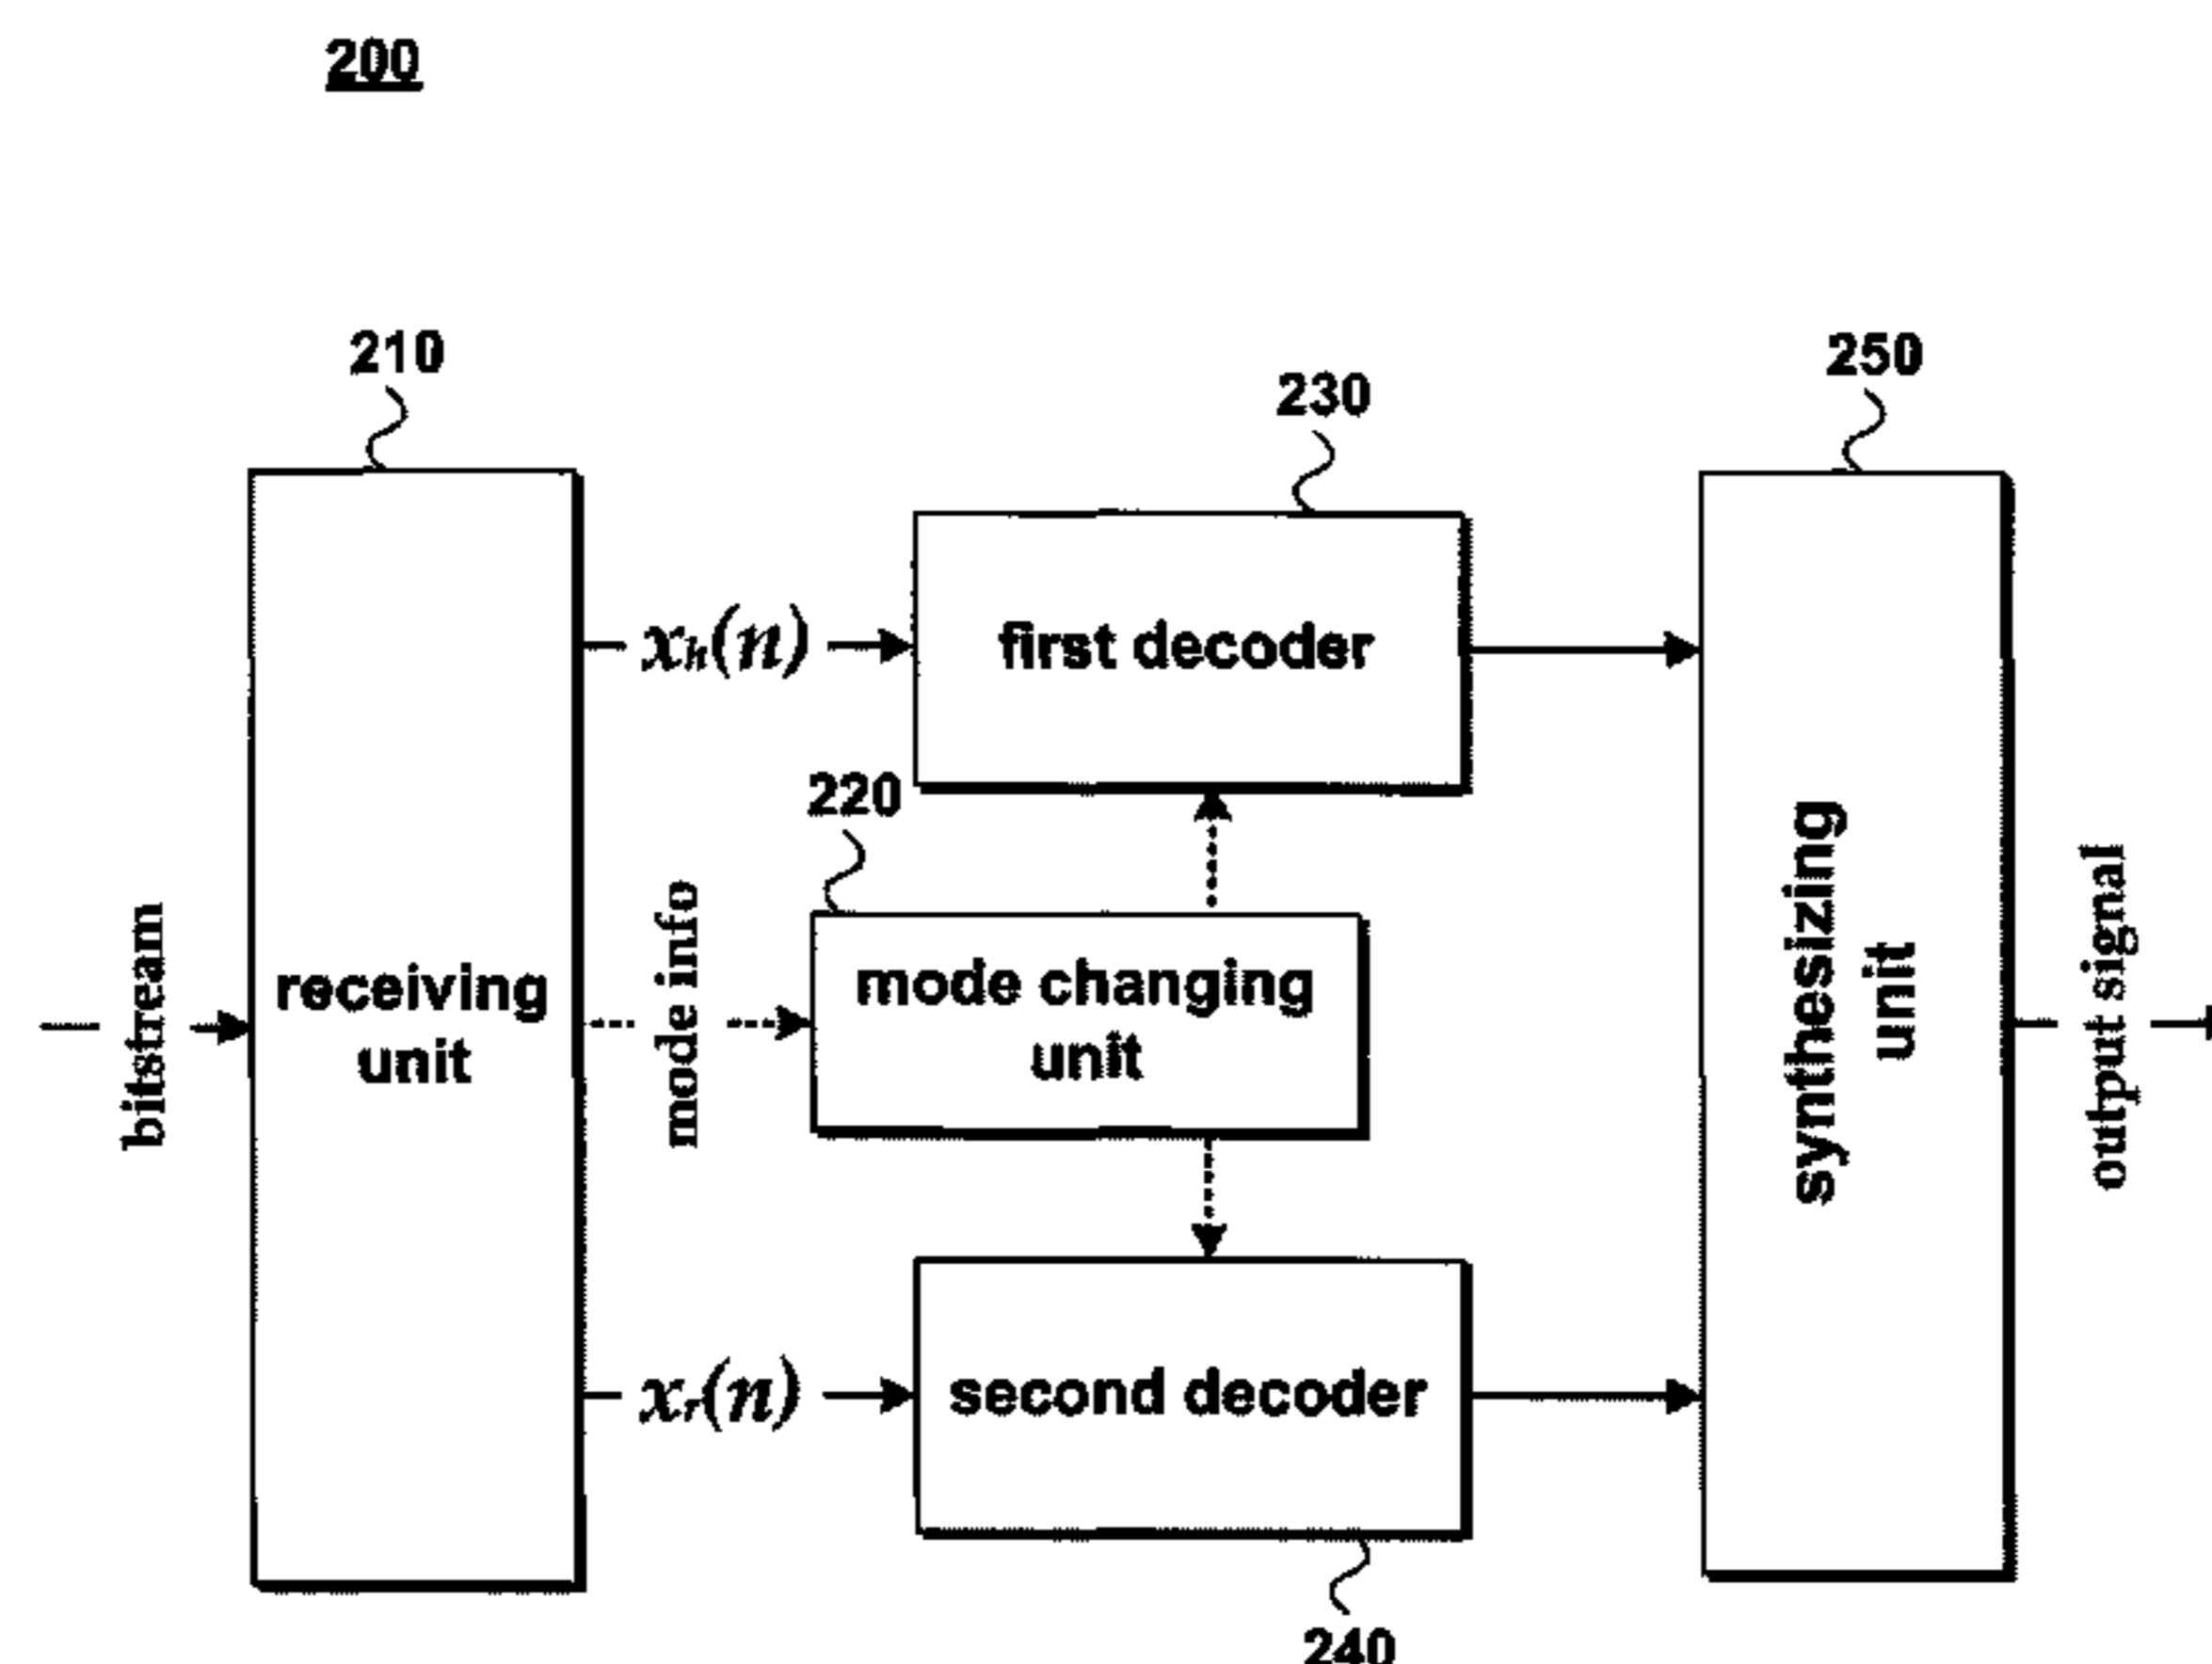 200
210
230
250
xh(n)
first decoder
220
bitstream
receiving
unit
mode info
mode changing
unit
synthesizing
unit
output signal
xr(n)
second decoder
240